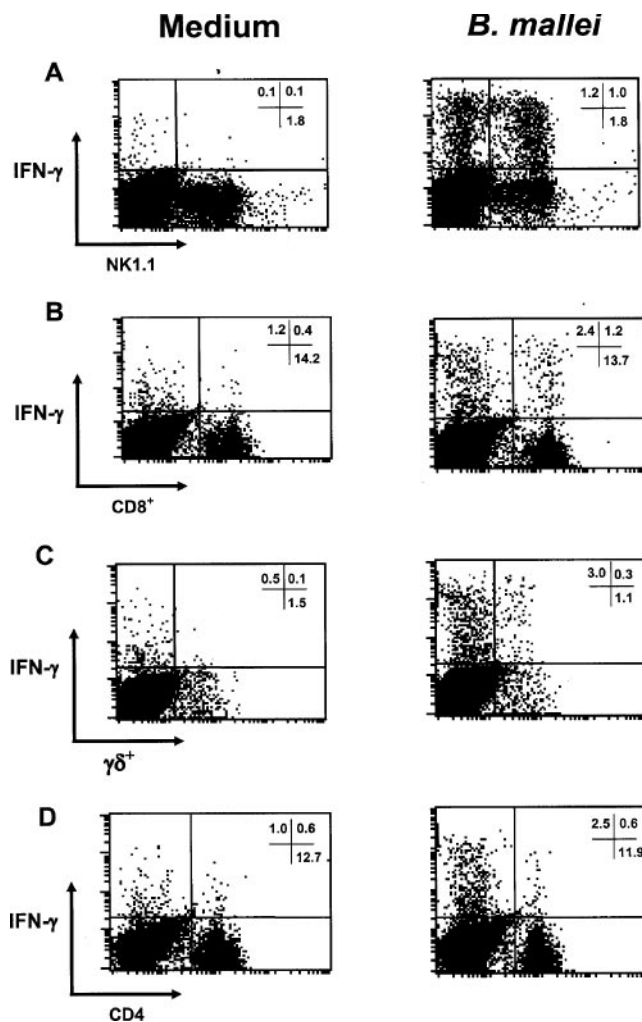 Medium B. mallei
A
0.1 0.1
1.8
1.2 1.0
1.8
IFN-γ
NK1.1
B
1.2 0.4
14.2
2.4 1.2
13.7
IFN-γ
CD8⁺
C
0.5 0.1
1.5
3.0 0.3
1.1
IFN-γ
γδ⁺
D
1.0 0.6
12.7
2.5 0.6
11.9
IFN-γ
CD4